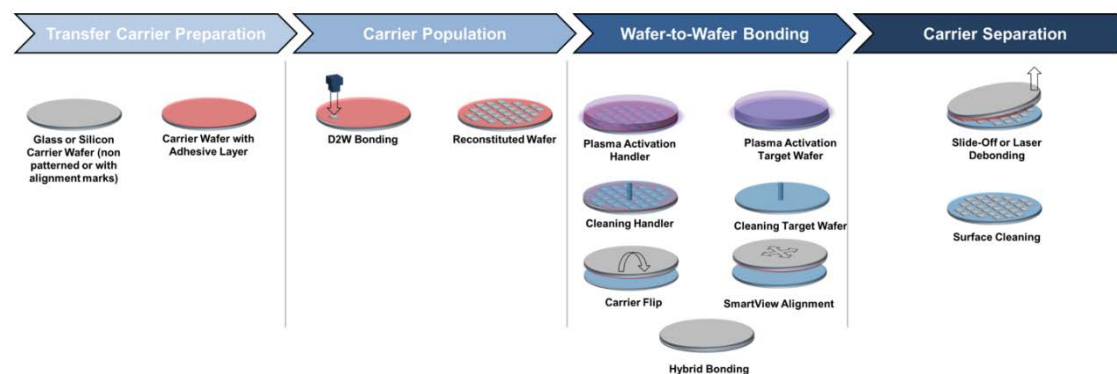 Transfer Carrier Preparation
Carrier Population
Wafer-to-Wafer Bonding
Carrier Separation
Glass or Silicon
Carrier Wafer (non
patterned or with
alignment marks)
Carrier Wafer with
Adhesive Layer
D2W Bonding
Reconstituted Wafer
Plasma Activation
Handler
Plasma Activation
Target Wafer
Cleaning Handler
Cleaning Target Wafer
Carrier Flip
SmartView Alignment
Hybrid Bonding
Slide-Off or Laser
Debonding
Surface Cleaning